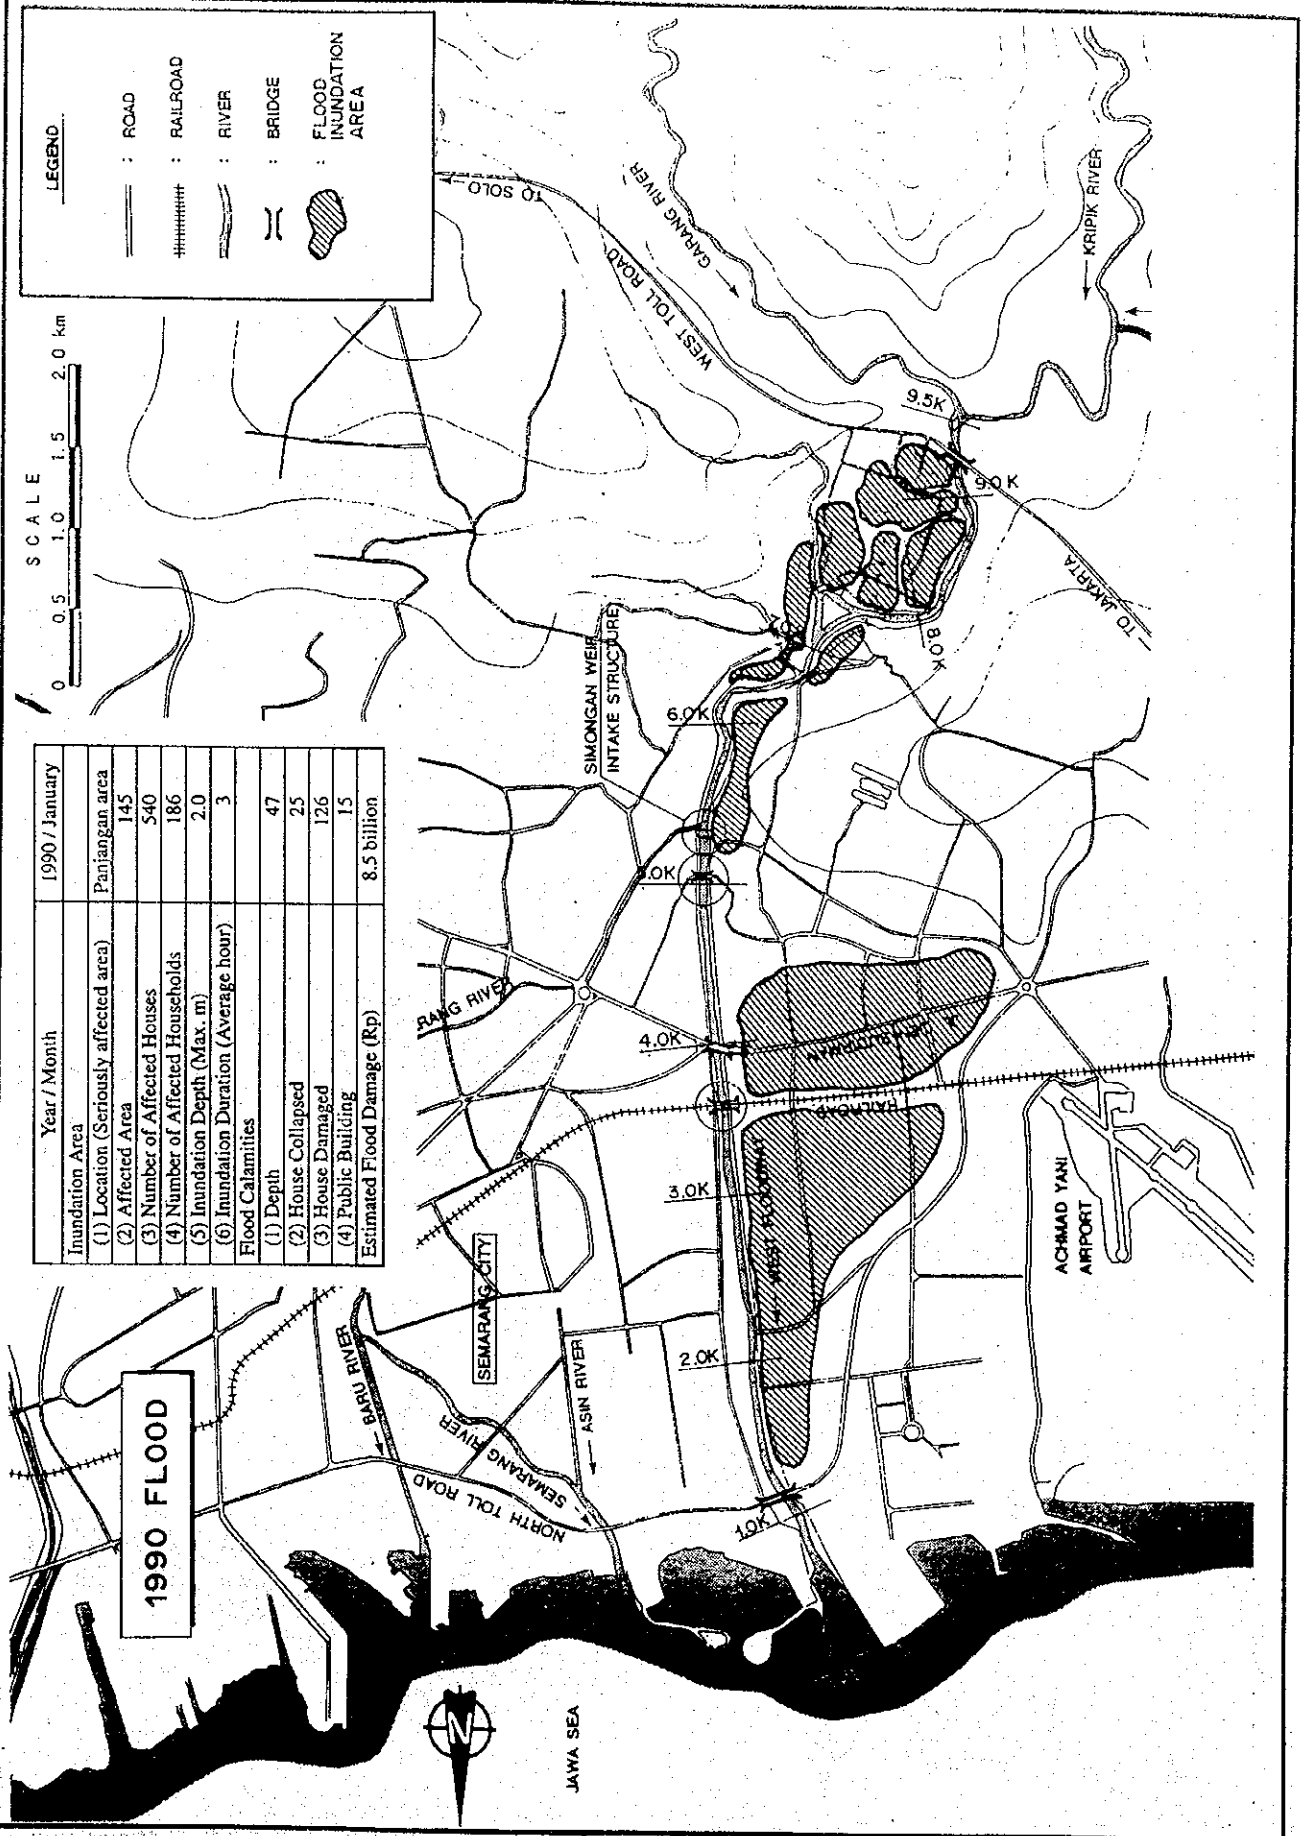 1990 FLOOD
Year / Month 1990 / January
Inundation Area
(1) Location (Seriously affected area) Panjangan area
(2) Affected Area 145
(3) Number of Affected Houses 540
(4) Number of Affected Households 186
(5) Inundation Depth (Max. m) 2.0
(6) Inundation Duration (Average hour) 3
Flood Calamities
(1) Depth 47
(2) House Collapsed 25
(3) House Damaged 126
(4) Public Building 15
Estimated Flood Damage (Rp) 8.5 billion
SCALE
0 0.5 1.0 1.5 2.0 km
LEGEND
: ROAD
: RAILROAD
: RIVER
: BRIDGE
: FLOOD
INUNDATION
AREA
N
JAWA SEA
BARU RIVER
SEMARANG RIVER
NORTH TOLL ROAD
ASIN RIVER
SEMARANG CITY
RANG RIVER
SIMONGAN WEIR
INTAKE STRUCTURE)
TO SOLO
WEST TOLL ROAD
GARANG RIVER
KRIPIK RIVER
TO JAKARTA
1.0K
2.0K
3.0K
4.0K
.0K
6.0K
8.0K
9.0K
9.5K
WEST FLOODWAY
RAILROAD
ACHMAD YANI
AIRPORT